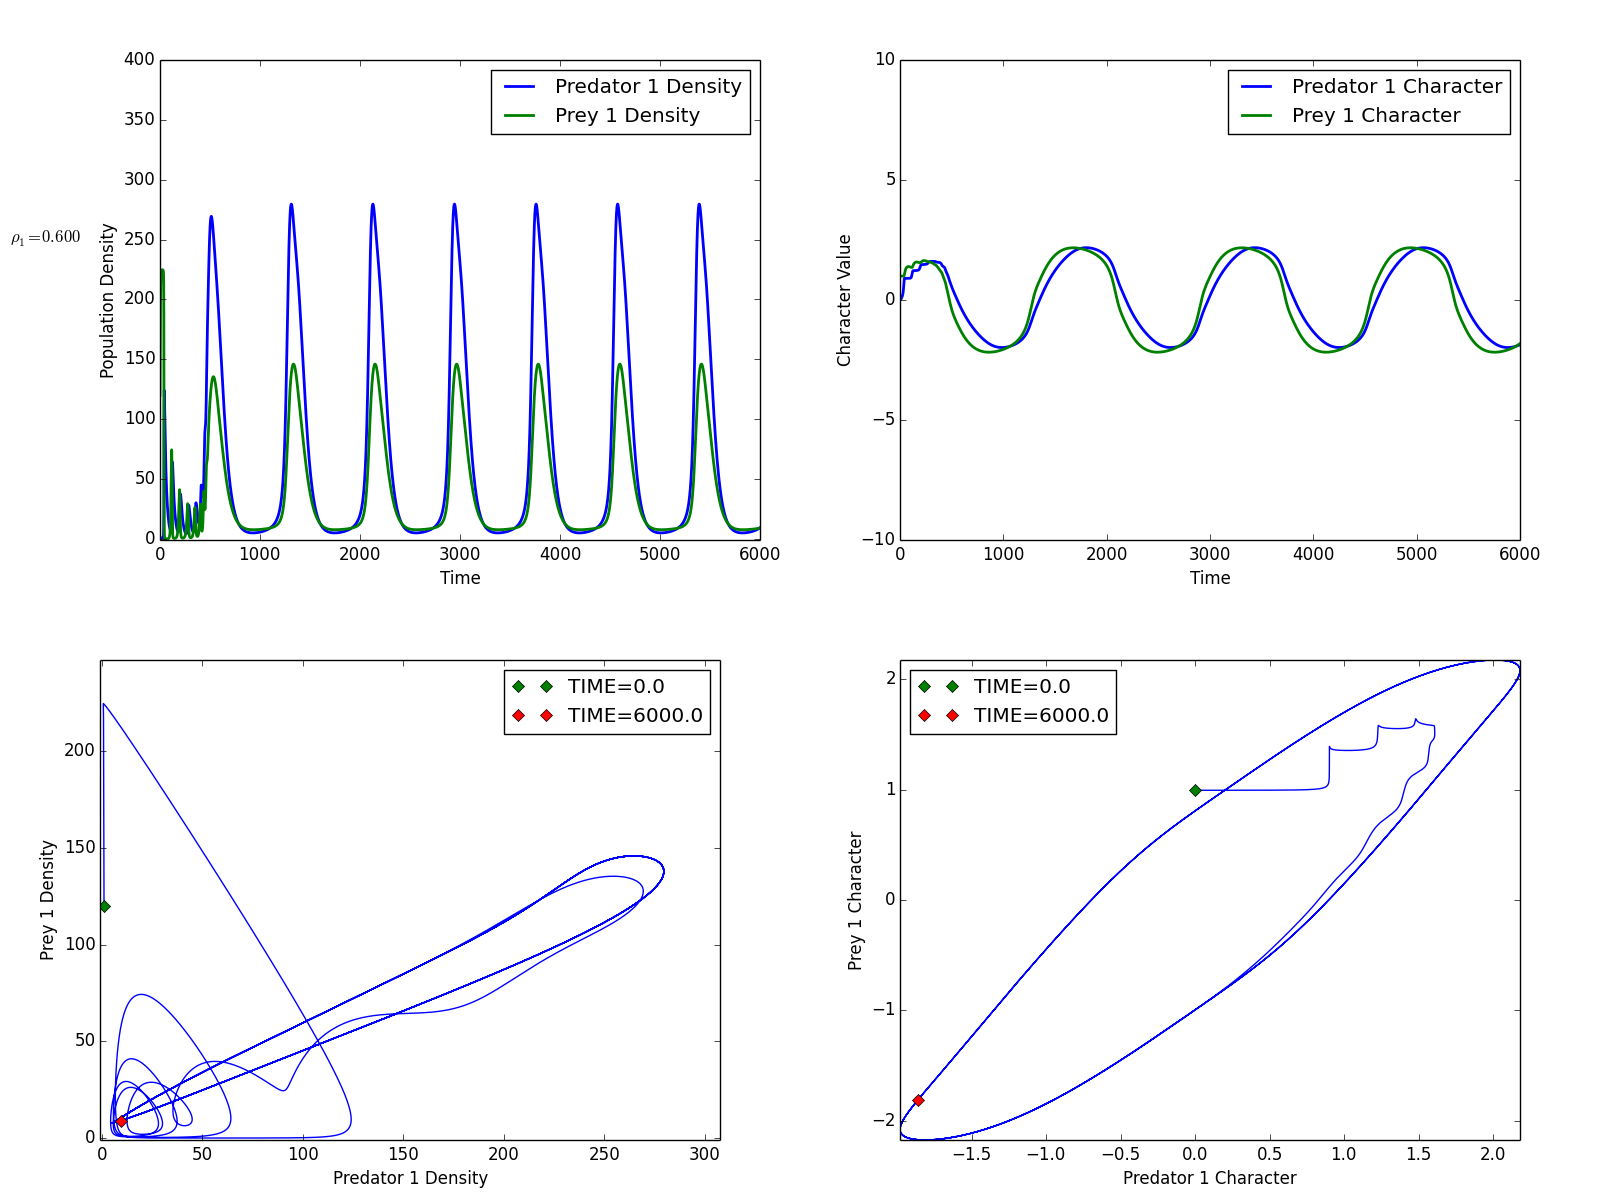 400
350
300
250
200
150
100
50
0
Population Density
ρ1=0.600
Predator 1 Density
Prey 1 Density
0 1000 2000 3000 4000 5000 6000
Time
10
5
0
−5
−10
Character Value
Predator 1 Character
Prey 1 Character
0 1000 2000 3000 4000 5000 6000
Time
200
150
100
50
0
Prey 1 Density
TIME=0.0
TIME=6000.0
0 50 100 150 200 250 300
Predator 1 Density
2
1
0
−1
−2
Prey 1 Character
TIME=0.0
TIME=6000.0
−1.5 −1.0 −0.5 0.0 0.5 1.0 1.5 2.0
Predator 1 Character